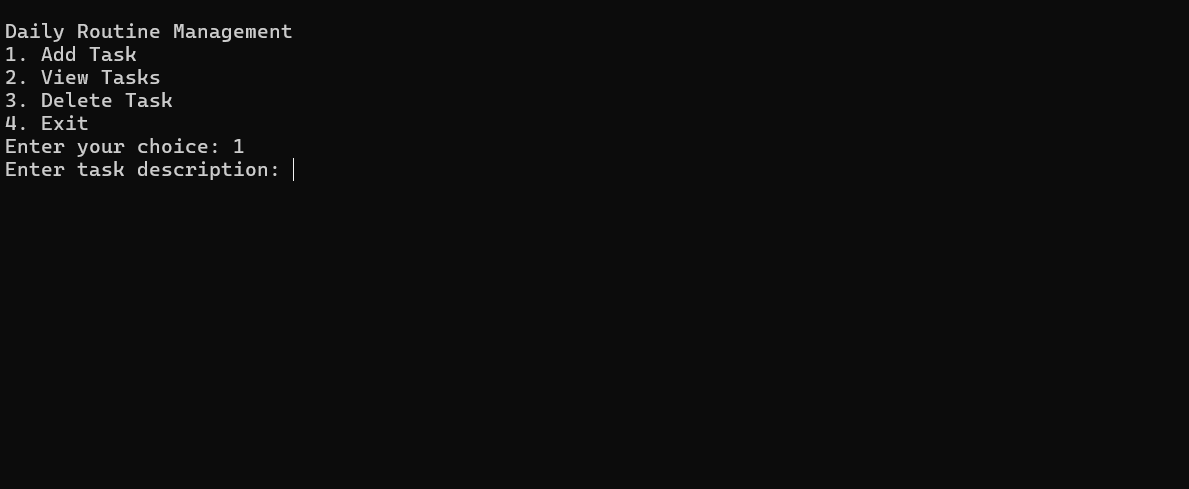 Daily Routine Management
1. Add Task
2. View Tasks
3. Delete Task
4. Exit
Enter your choice: 1
Enter task description: